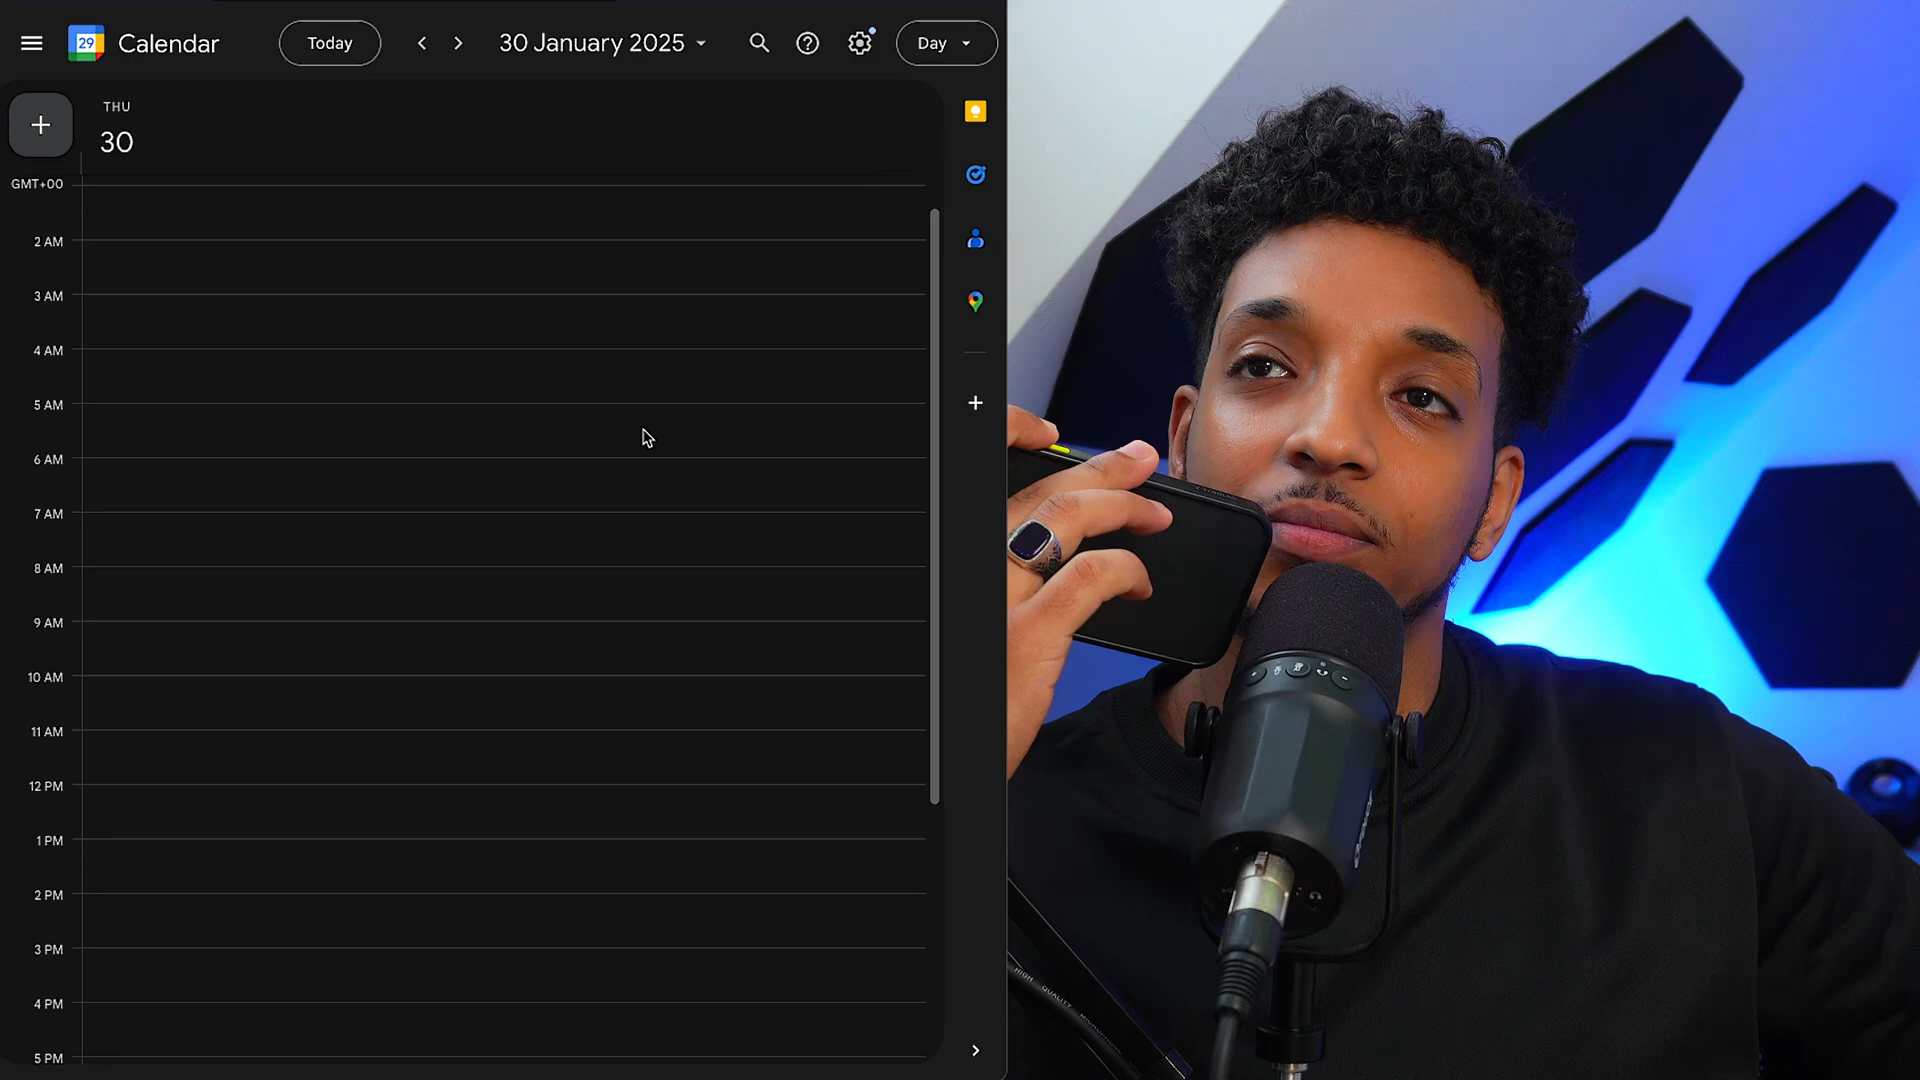 29 Calendar Today 30 January 2025 Day
THU
30
GMT+00
2 AM
3 AM
4 AM
5 AM
6 AM
7 AM
8 AM
9 AM
10 AM
11 AM
12 PM
1 PM
2 PM
3 PM
4 PM
5 PM
HIGH QUALITY